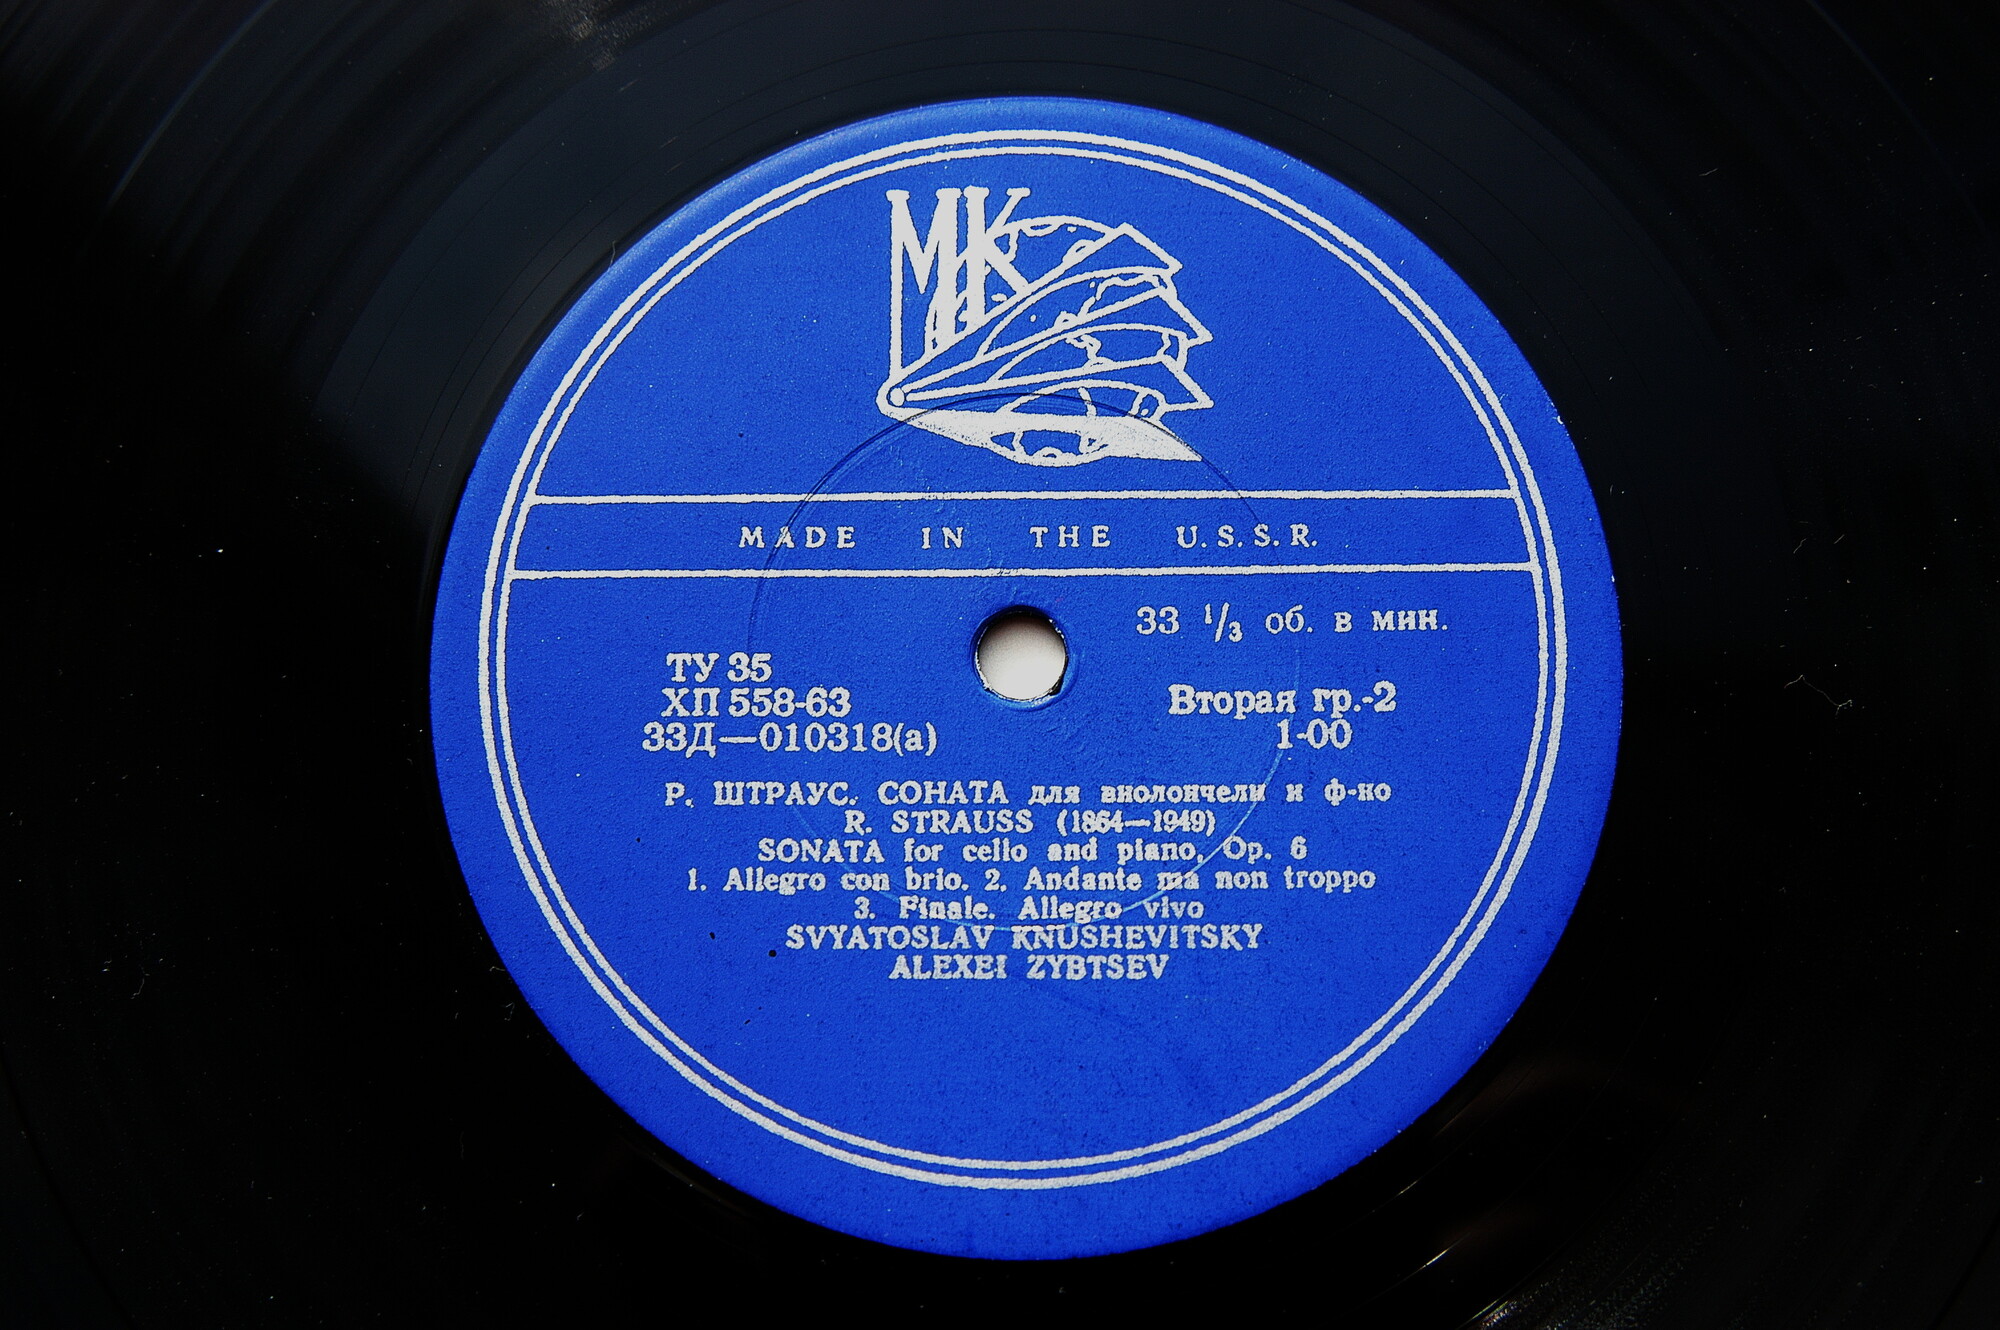 МК
MADE IN THE U.S.S.R.
33 1/3 об. в мин.
ТУ 35
ХП 558-63
33Д—010318(а)
Вторая гр.-2
1-00
Р. ШТРАУС. СОНАТА для виолончели и ф-но
R. STRAUSS (1864—1949)
SONATA for cello and piano, Op. 6
1. Allegro con brio. 2. Andante ma non troppo
3. Finale. Allegro vivo
SVYATOSLAV KNUSHEVITSKY
ALEXEI ZYBTSEV